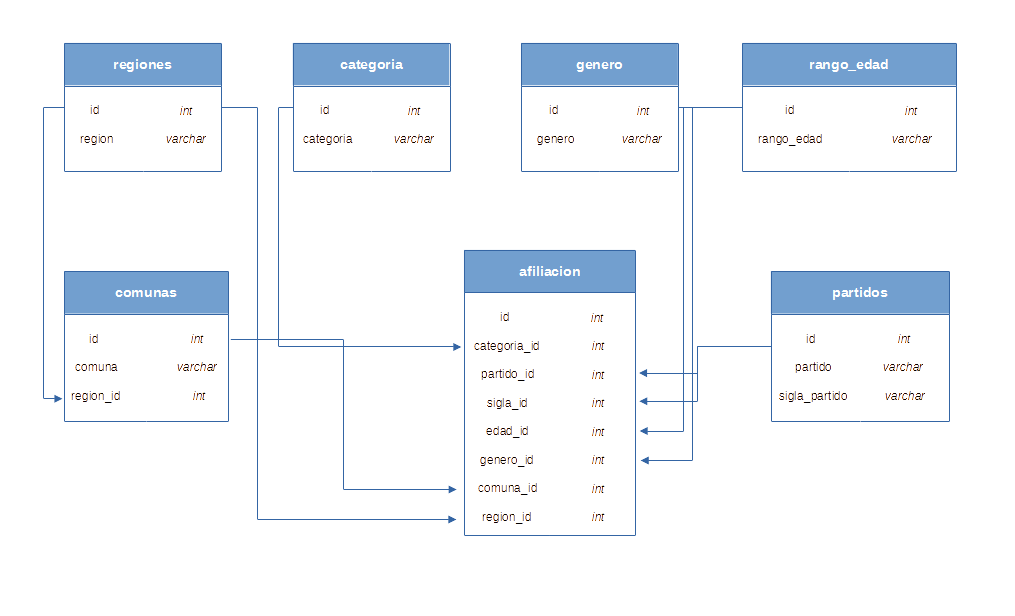 regiones
id int
region varchar
categoria
id int
categoria varchar
genero
id int
genero varchar
rango_edad
id int
rango_edad varchar
comunas
id int
comuna varchar
region_id int
afiliacion
id int
categoria_id int
partido_id int
sigla_id int
edad_id int
genero_id int
comuna_id int
region_id int
partidos
id int
partido varchar
sigla_partido varchar